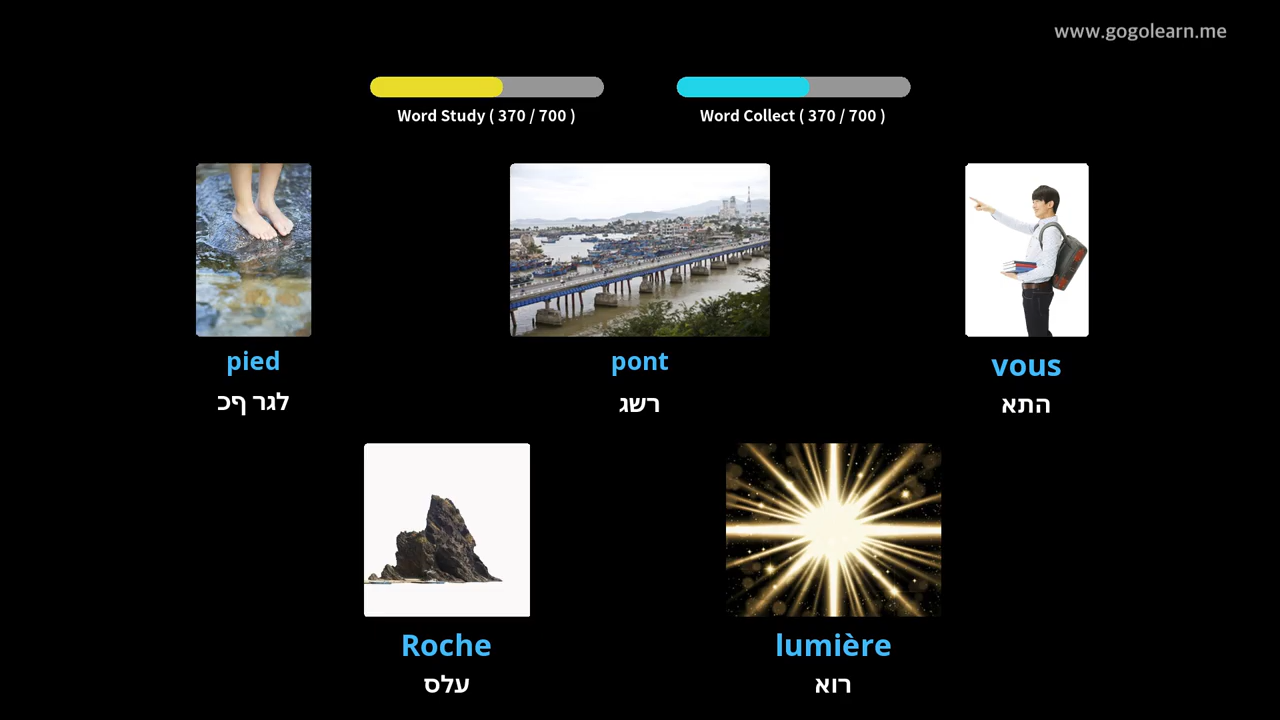 www.gogolearn.me
Word Study ( 370 / 700 )
Word Collect ( 370 / 700 )
pied
לגר ףכ
pont
רשג
vous
התא
Roche
עלס
lumière
רוא